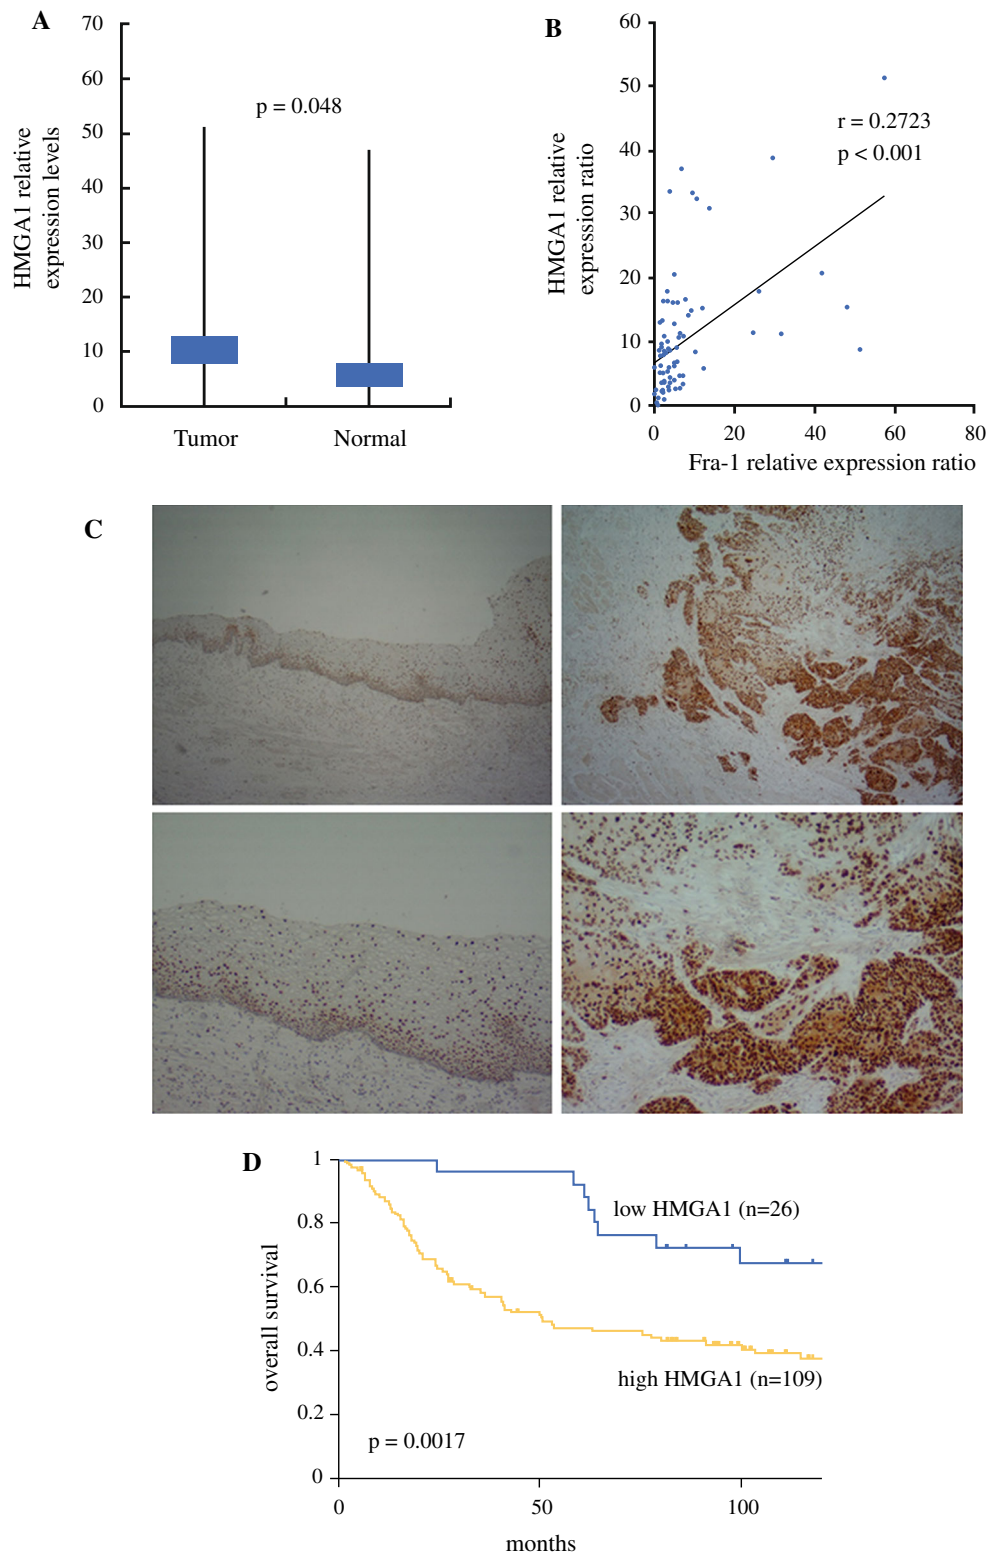 A
70
60
50
40
30
20
10
0
HMGA1 relative
expression levels
p = 0.048
Tumor
Normal
B
60
50
40
30
20
10
0
HMGA1 relative
expression ratio
r = 0.2723
p < 0.001
0
20
40
60
80
Fra-1 relative expression ratio
C
D
1
0.8
0.6
0.4
0.2
0
overall survival
low HMGA1 (n=26)
high HMGA1 (n=109)
p = 0.0017
0
50
100
months